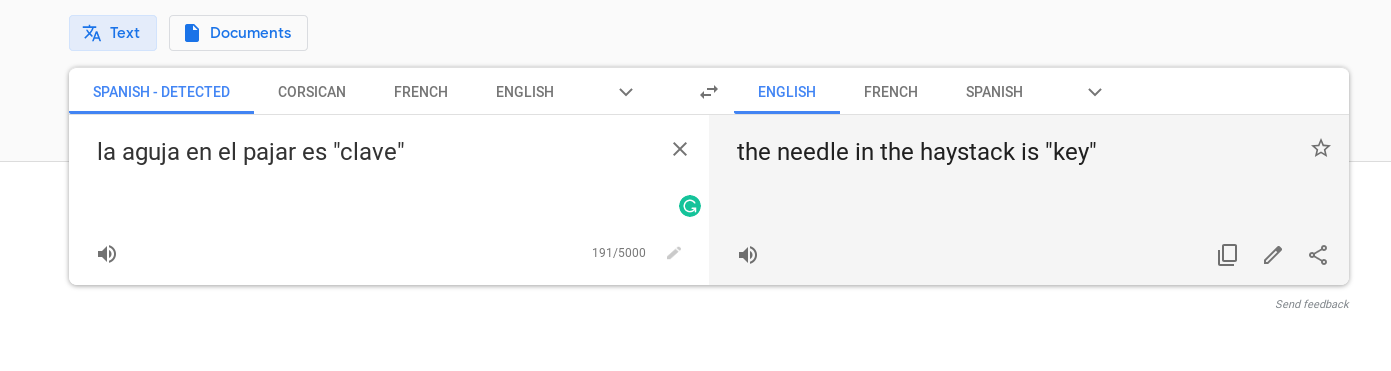 Text Documents
SPANISH - DETECTED CORSICAN FRENCH ENGLISH ENGLISH FRENCH SPANISH
la aguja en el pajar es "clave" the needle in the haystack is "key"
191/5000
Send feedback